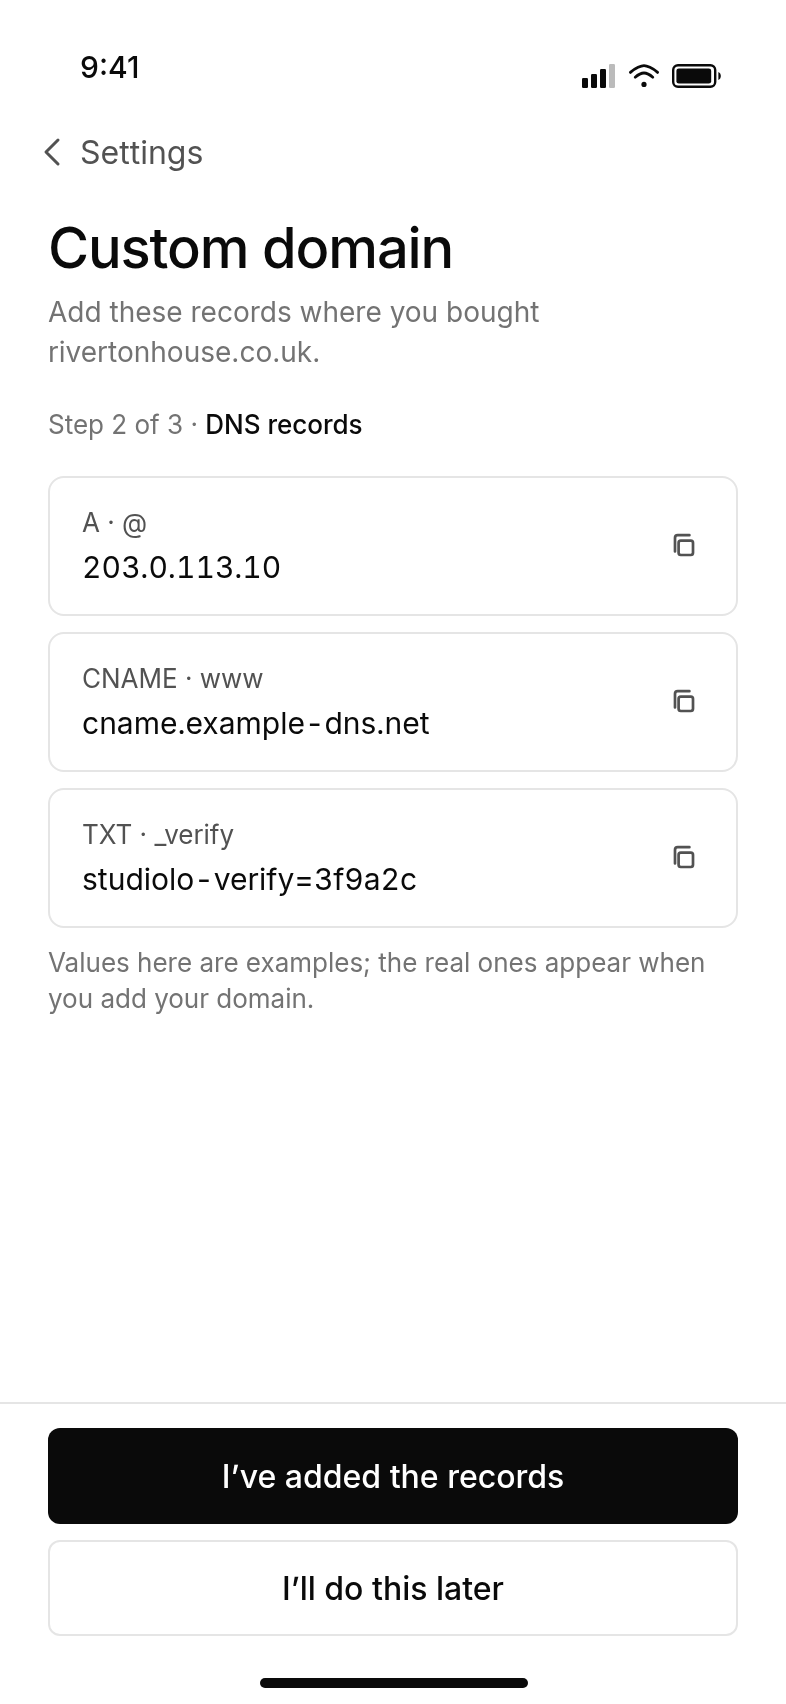 9:41
Settings
Custom domain
Add these records where you bought
rivertonhouse.co.uk.
Step 2 of 3 · DNS records
A · @
203.0.113.10
CNAME · www
cname.example-dns.net
TXT · _verify
studiolo-verify=3f9a2c
Values here are examples; the real ones appear when
you add your domain.
I’ve added the records
I’ll do this later